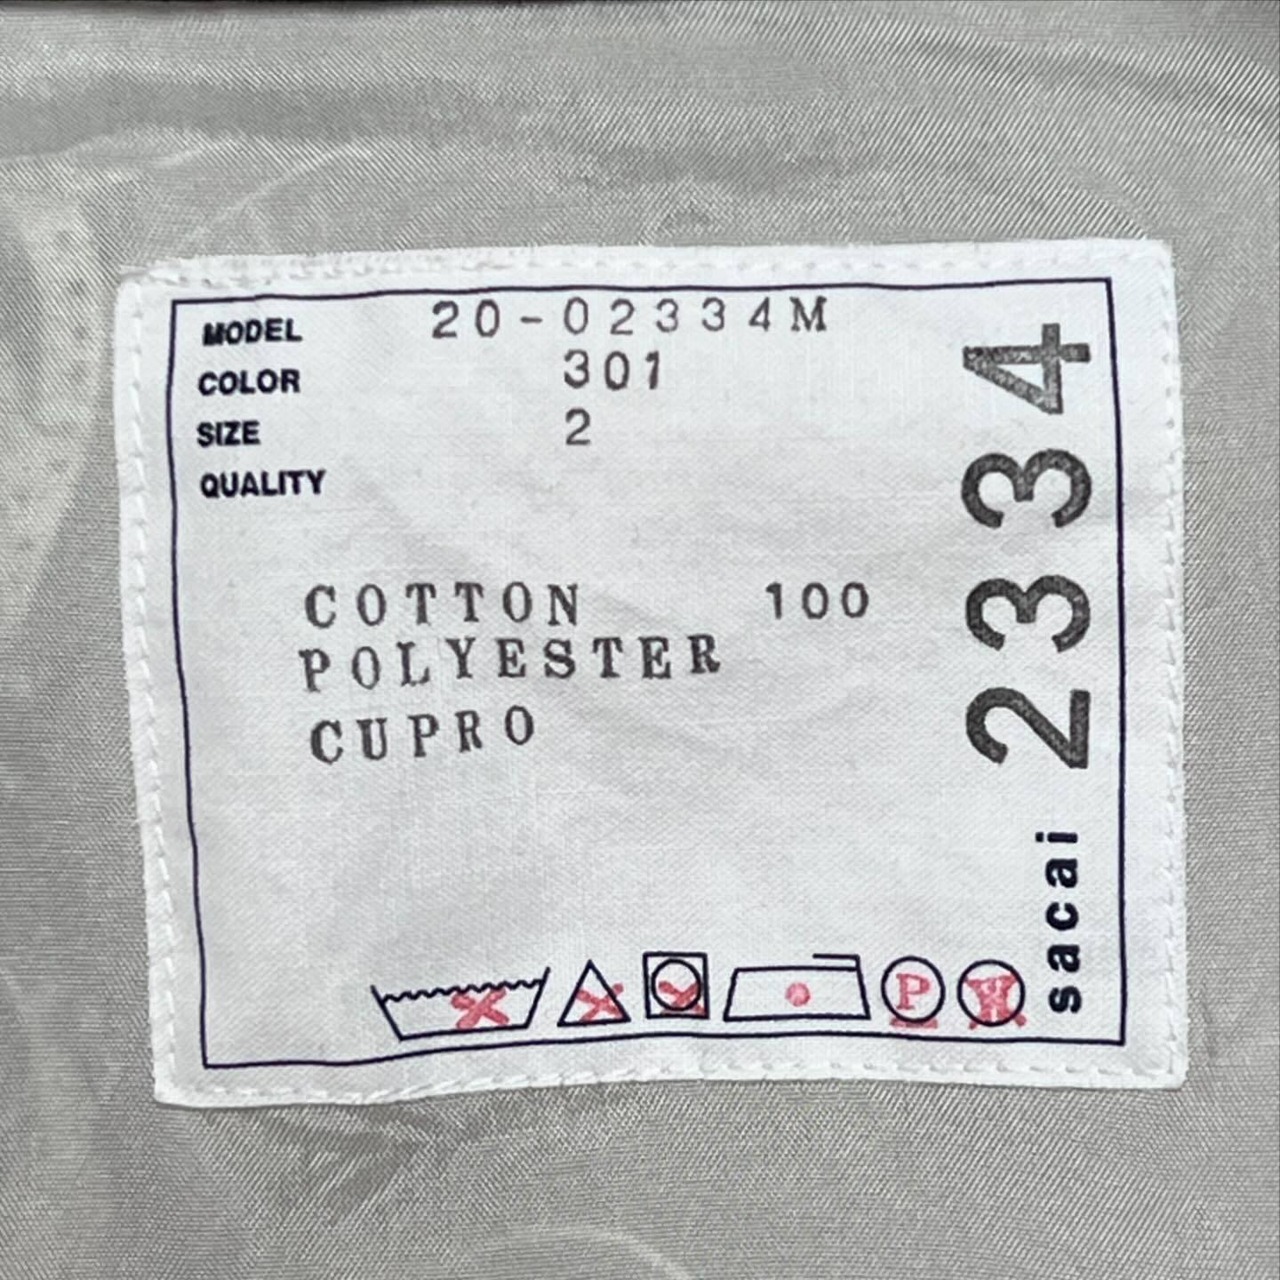 MODEL 20-02334M
COLOR 301
SIZE 2
QUALITY
COTTON 100
POLYESTER
CUPRO
P
W
sacai 2334